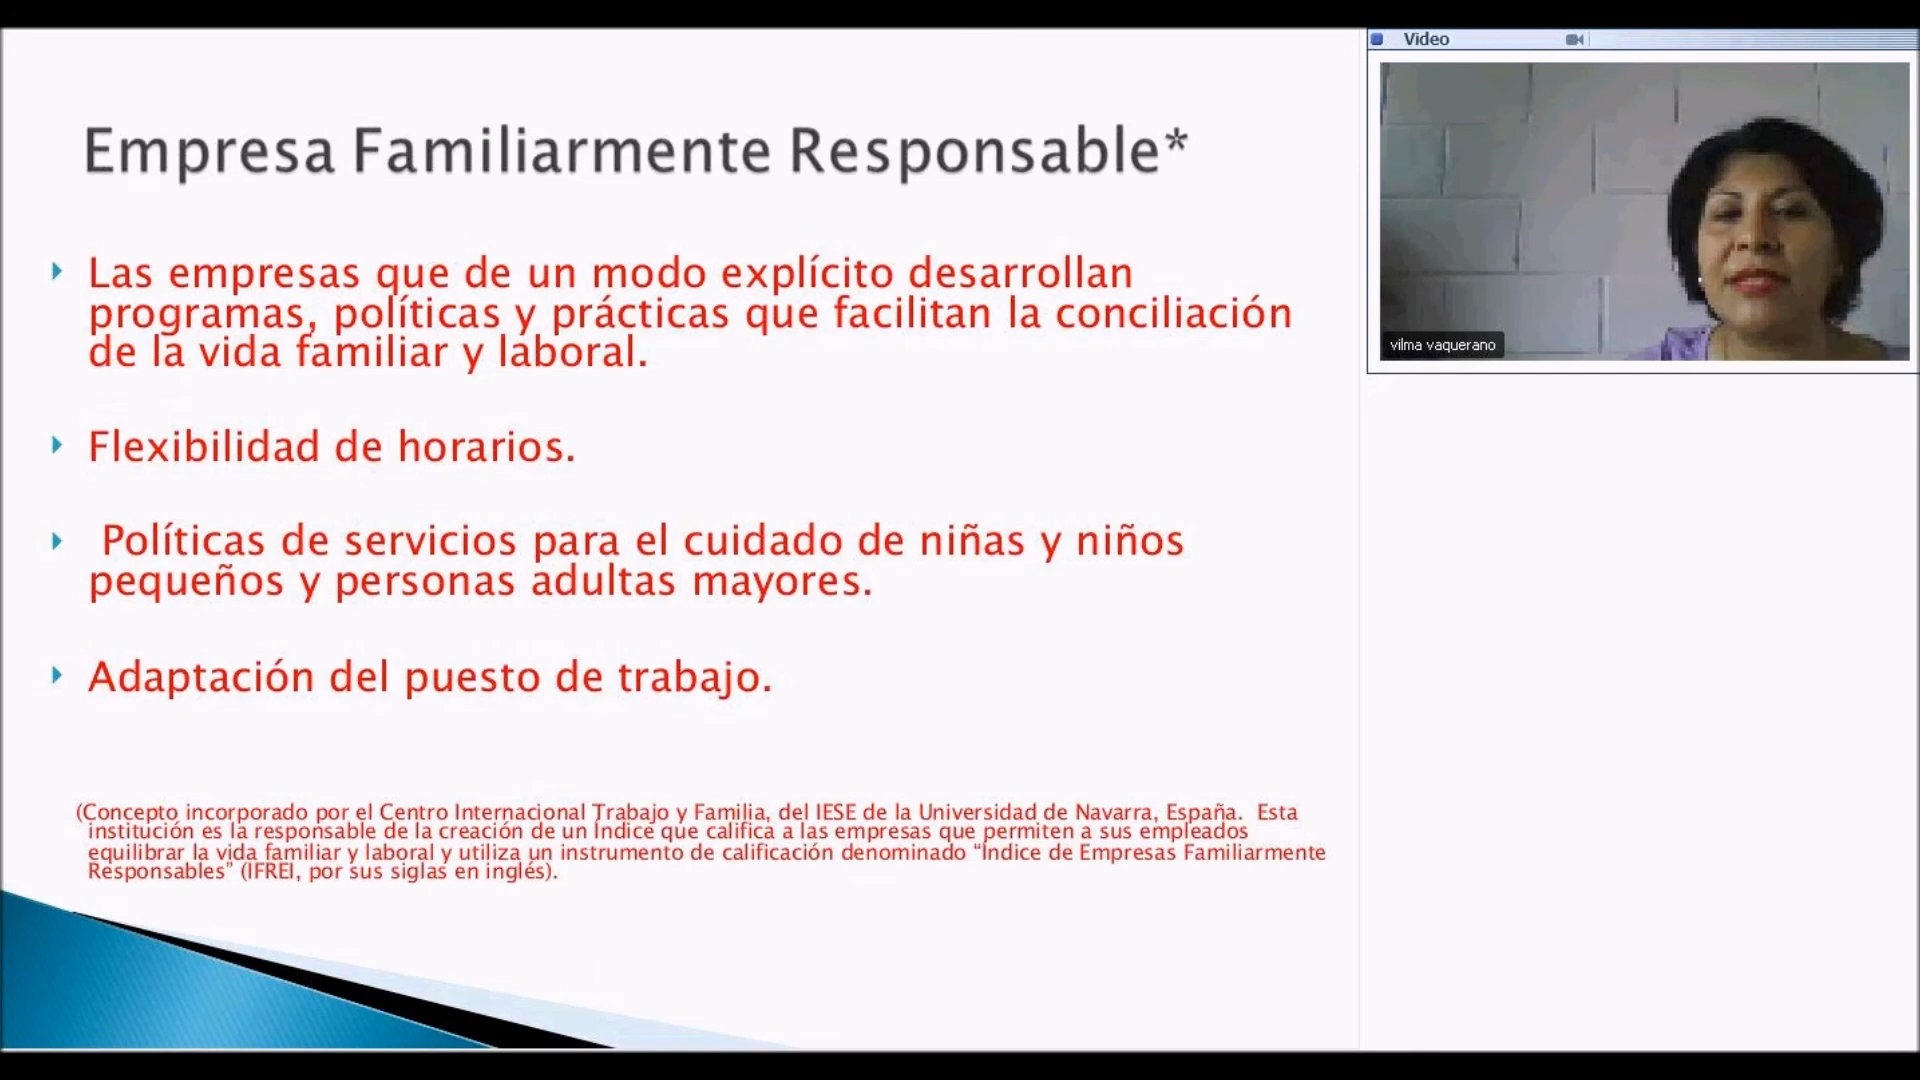 Empresa Familiarmente Responsable*
Las empresas que de un modo explícito desarrollan
programas, políticas y prácticas que facilitan la conciliación
de la vida familiar y laboral.
Flexibilidad de horarios.
Políticas de servicios para el cuidado de niñas y niños
pequeños y personas adultas mayores.
Adaptación del puesto de trabajo.
(Concepto incorporado por el Centro Internacional Trabajo y Familia, del IESE de la Universidad de Navarra, España. Esta
institución es la responsable de la creación de un Índice que califica a las empresas que permiten a sus empleados
equilibrar la vida familiar y laboral y utiliza un instrumento de calificación denominado “Índice de Empresas Familiarmente
Responsables” (IFREI, por sus siglas en inglés).
Video
vilma vaquerano